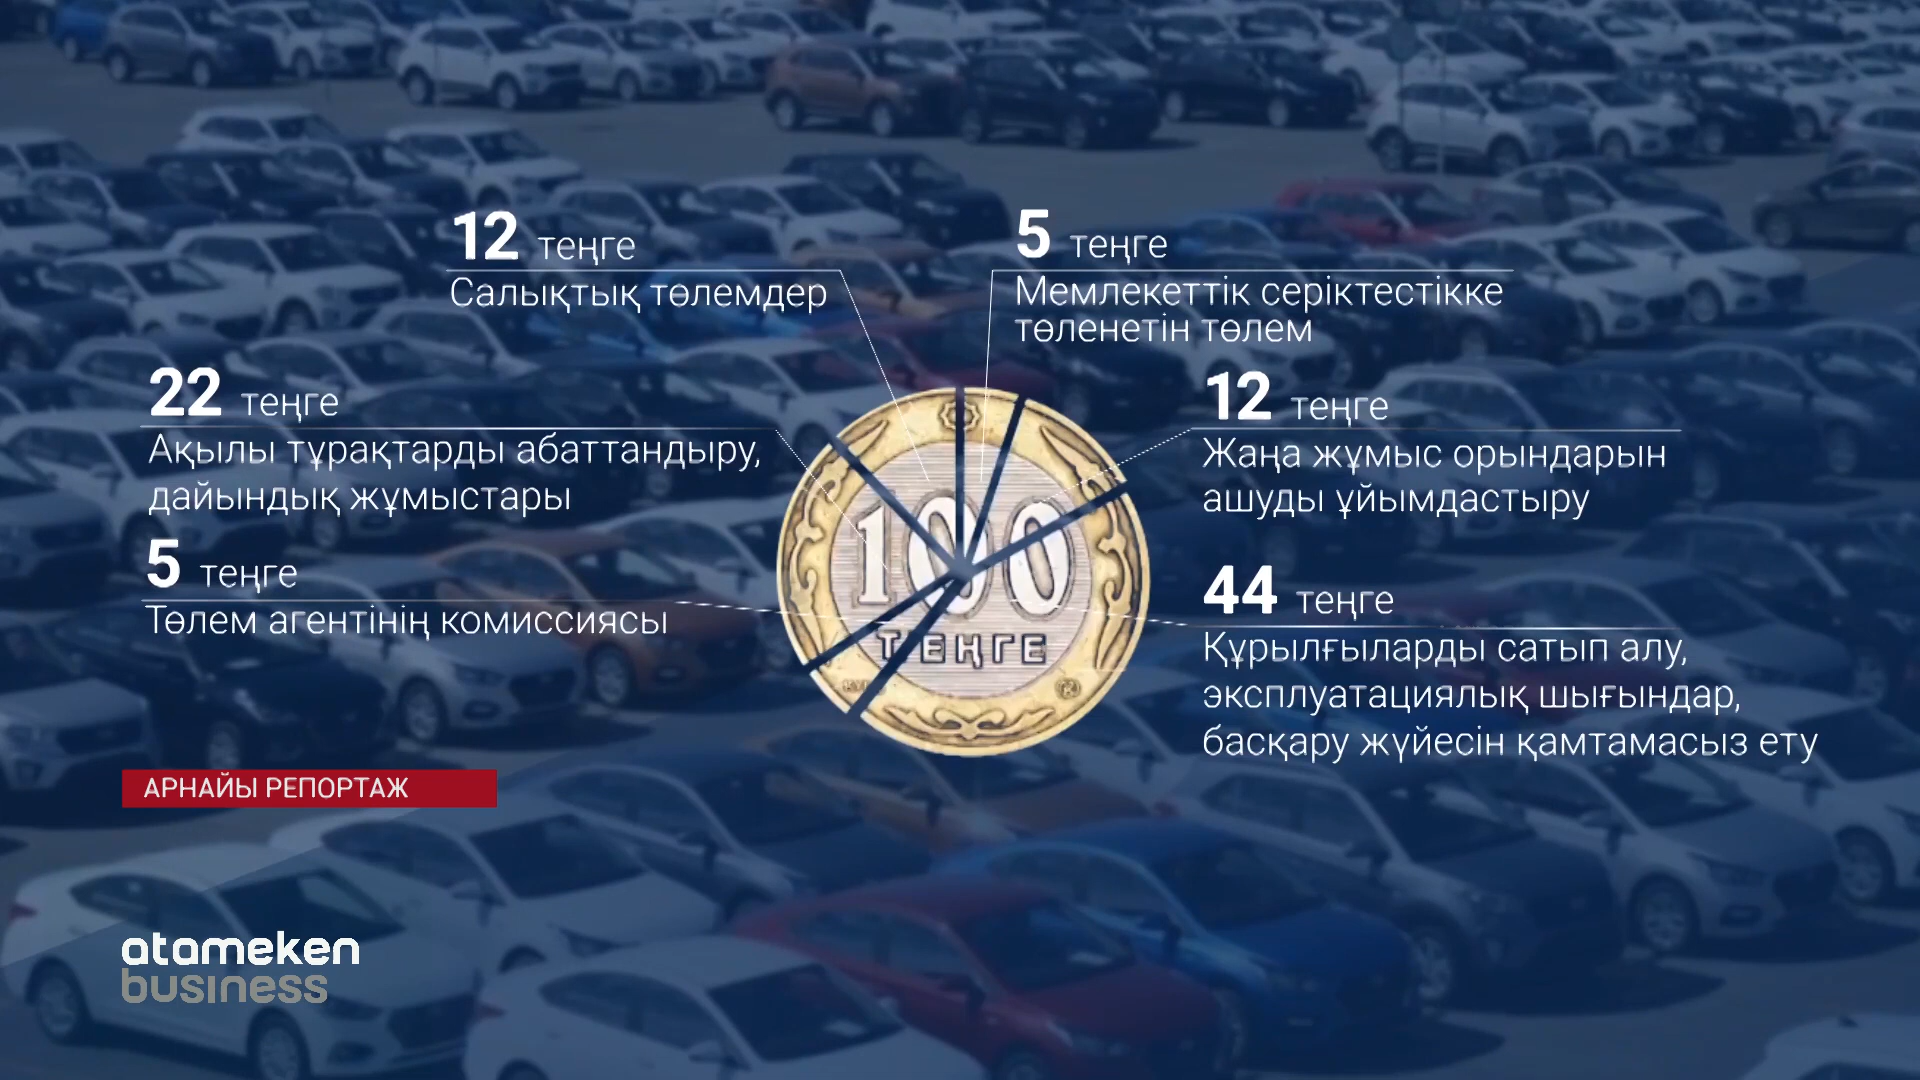 12 теңге
Салықтық төлемдер
5 теңге
Мемлекеттік серіктестікке
төленетін төлем
22 теңге
Ақылы тұрақтарды абаттандыру,
дайындық жұмыстары
12 теңге
Жаңа жұмыс орындарын
ашуды ұйымдастыру
5 теңге
Төлем агентінің комиссиясы
44 теңге
Құрылғыларды сатып алу,
эксплуатациялық шығындар,
басқару жүйесін қамтамасыз ету
100
ТЕҢГЕ
АРНАЙЫ РЕПОРТАЖ
atameken
business